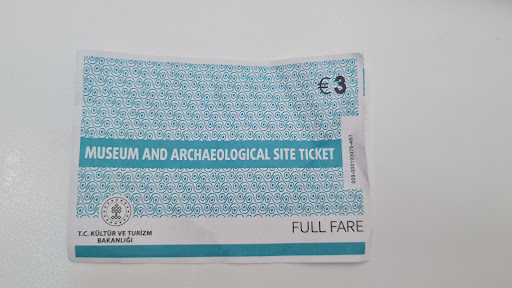 € 3
MUSEUM AND ARCHAEOLOGICAL SITE TICKET
FULL FARE
T.C. KÜLTÜR VE TURİZM
BAKANLIĞI